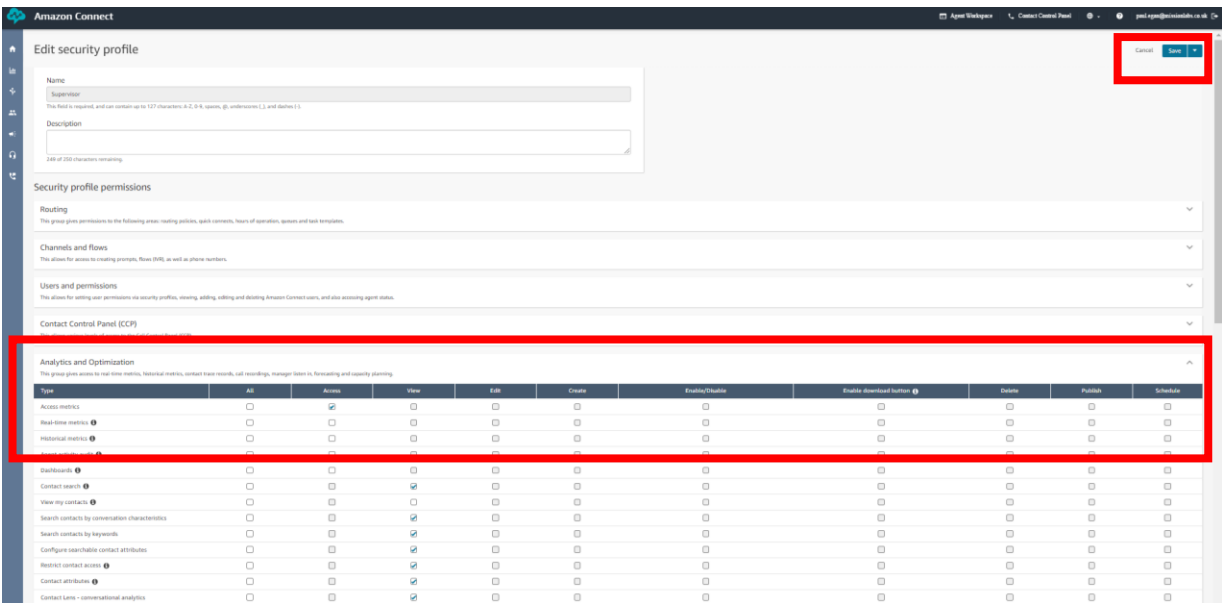 Amazon Connect
Agent Workspace
Contact Control Panel
Edit security profile
Cancel
Save
Name
Supervisor
This field is required, and can contain up to 127 characters: A-Z, 0-9, spaces, @, underscores (_), and dashes (-).
Description
249 of 250 characters remaining.
Security profile permissions
Routing
This group gives permissions to the following areas: routing policies, quick connects, hours of operation, queues and task templates.
Channels and flows
This allows for access to creating prompts, flows (IVR), as well as phone numbers.
Users and permissions
This allows for setting user permissions via security profiles, viewing, adding, editing and deleting Amazon Connect users, and also assessing agent status.
Contact Control Panel (CCP)
Analytics and Optimization
This group gives access to real-time metrics, historical metrics, contact trace records, call recordings, manager listen in, forecasting and capacity planning.
Type All Access View Edit Create Enable/Disable Enable download button Delete Publish Schedule
Access metrics
Real-time metrics
Historical metrics
Agent activity audit
Dashboards
Contact search
View my contacts
Search contacts by conversation characteristics
Search contacts by keywords
Configure searchable contact attributes
Restrict contact access
Contact attributes
Contact Lens - conversational analytics